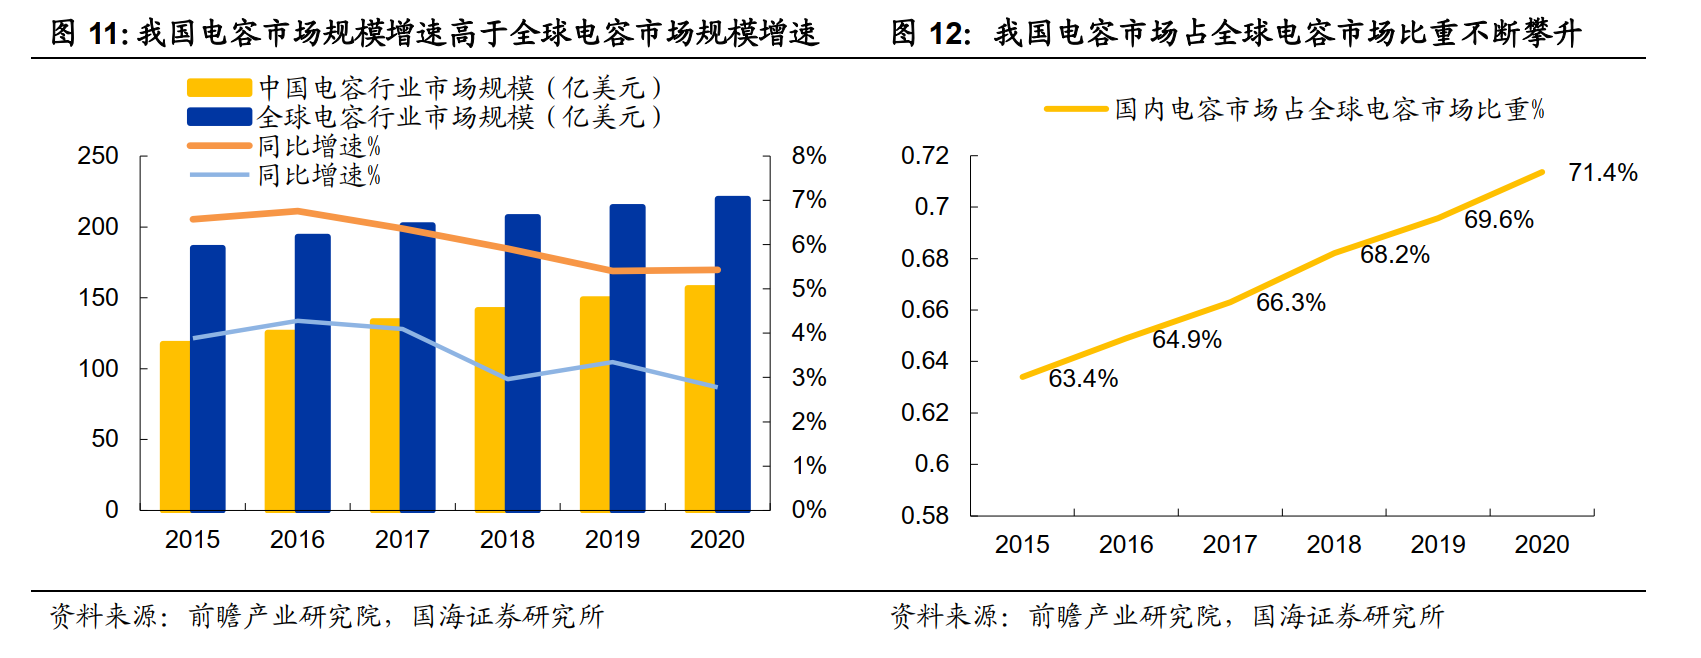 图 11: 我国电容市场规模增速高于全球电容市场规模增速
中国电容行业市场规模（亿美元）
全球电容行业市场规模（亿美元）
同比增速%
同比增速%
250
200
150
100
50
0
8%
7%
6%
5%
4%
3%
2%
1%
0%
2015 2016 2017 2018 2019 2020
资料来源：前瞻产业研究院，国海证券研究所
图 12: 我国电容市场占全球电容市场比重不断攀升
国内电容市场占全球电容市场比重%
0.72
0.7
0.68
0.66
0.64
0.62
0.6
0.58
63.4%
64.9%
66.3%
68.2%
69.6%
71.4%
2015 2016 2017 2018 2019 2020
资料来源：前瞻产业研究院，国海证券研究所